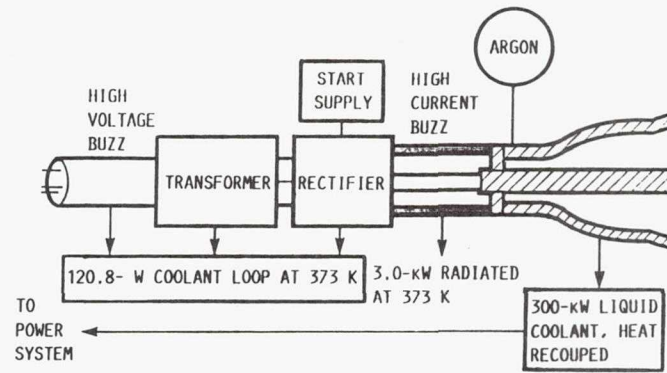 ARGON
START
SUPPLY
HIGH
CURRENT
BUZZ
HIGH
VOLTAGE
BUZZ
TRANSFORMER
RECTIFIER
120.8- W COOLANT LOOP AT 373 K
3.0-KW RADIATED
AT 373 K
300-KW LIQUID
COOLANT, HEAT
RECOUPED
TO
POWER
SYSTEM